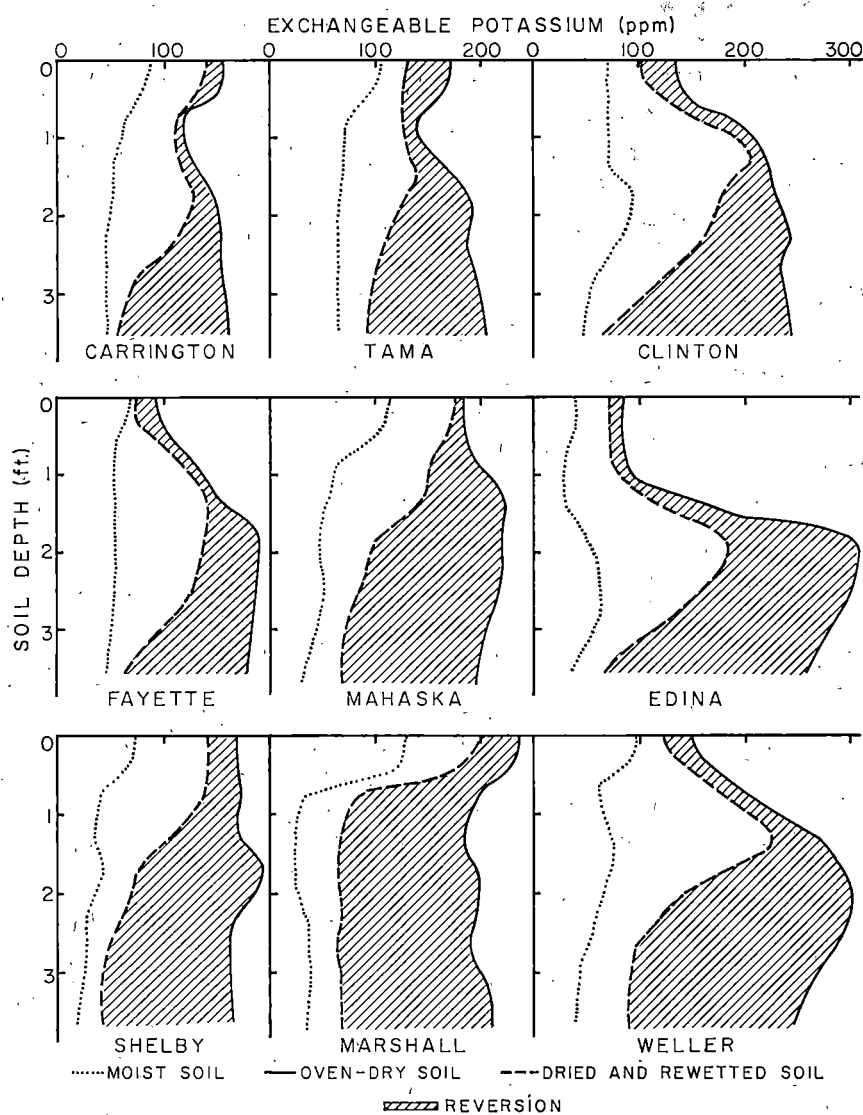 EXCHANGEABLE POTASSIUM (ppm)
0 100 0 100 200 0 100 200 300
0
1
2
3
CARRINGTON TAMA CLINTON
SOIL DEPTH (ft.)
0
1
2
3
FAYETTE MAHASKA EDINA
0
1
2
3
SHELBY MARSHALL WELLER
MOIST SOIL OVEN-DRY SOIL DRIED AND REWETTED SOIL
REVERSION